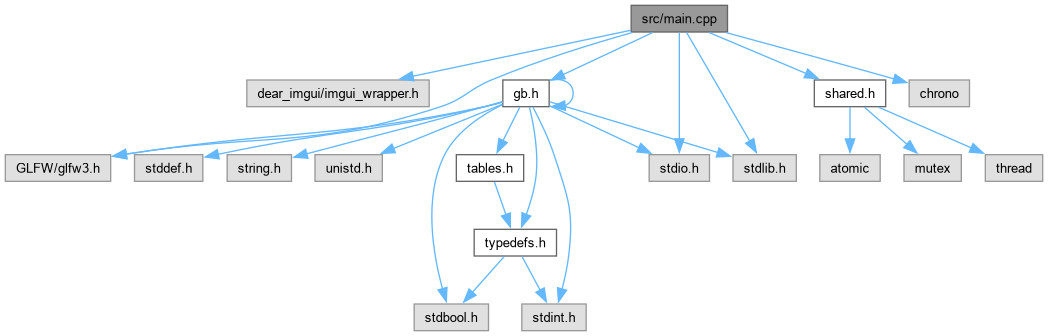 src/main.cpp
dear_imgui/imgui_wrapper.h
gb.h
shared.h
chrono
GLFW/glfw3.h
stddef.h
string.h
unistd.h
tables.h
stdio.h
stdlib.h
atomic
mutex
thread
typedefs.h
stdbool.h
stdint.h